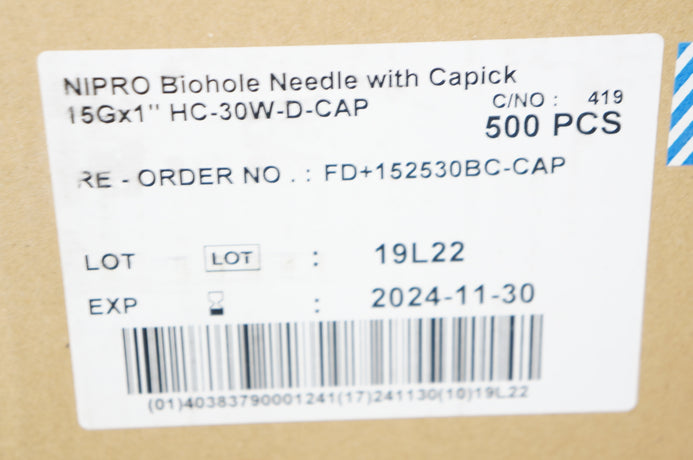 NIPRO Biohole Needle with Capick
15Gx1" HC-30W-D-CAP
C/NO : 419
500 PCS
RE - ORDER NO . : FD+152530BC-CAP
LOT LOT : 19L22
EXP : 2024-11-30
(01)40383790001241(17)241130(10)19L22